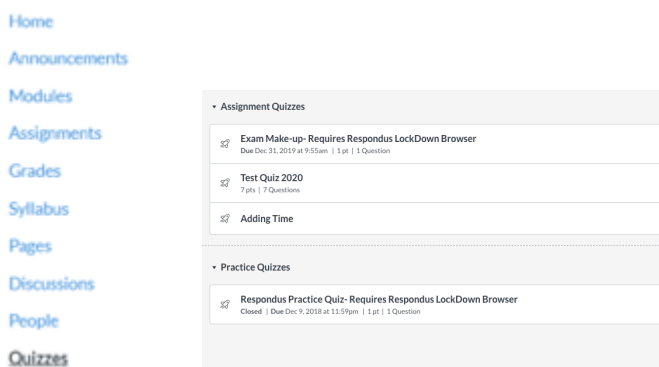 Home
Announcements
Modules
Assignments
Grades
Syllabus
Pages
Discussions
People
Quizzes
Assignment Quizzes
Exam Make-up- Requires Respondus LockDown Browser
Due Dec 31, 2019 at 9:55am | 1 pt | 1 Question
Test Quiz 2020
7 pts | 7 Questions
Adding Time
Practice Quizzes
Respondus Practice Quiz- Requires Respondus LockDown Browser
Closed | Due Dec 9, 2018 at 11:59pm | 1 pt | 1 Question